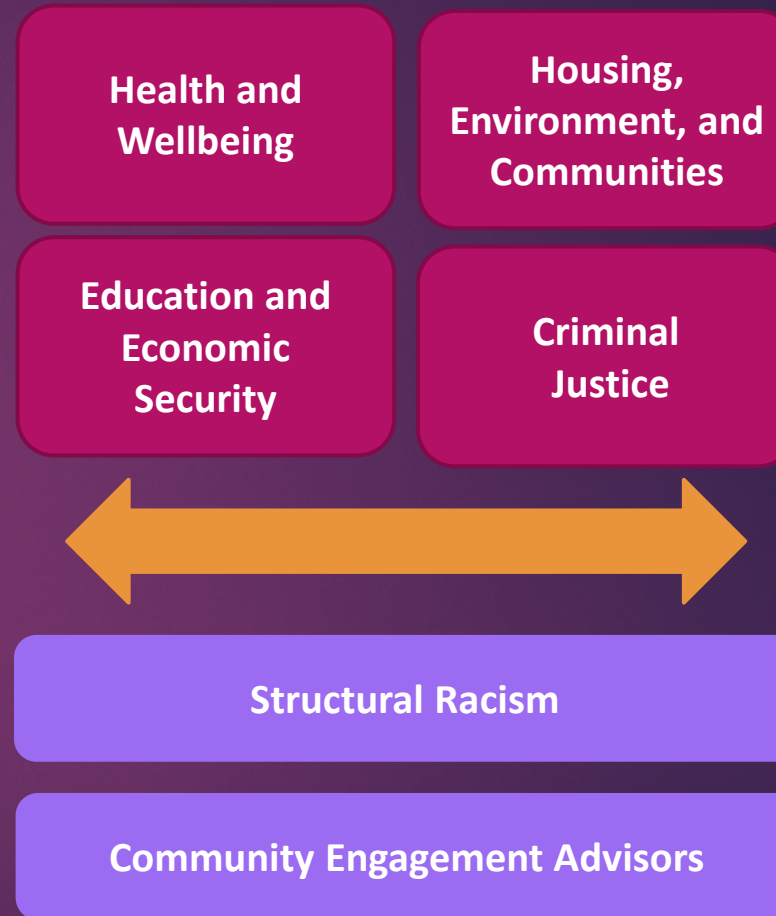 Health and
Wellbeing
Housing,
Environment, and
Communities
Education and
Economic
Security
Criminal
Justice
Structural Racism
Community Engagement Advisors